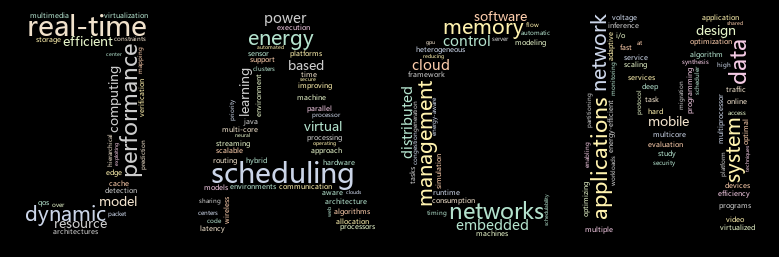 multimedia virtualization
real-time
storage efficient constraints
center
mapping
computing
performance
verification
hierarchical
exploiting
prediction
edge
cache
detection
model
qos over
dynamic packet
resource
architectures
power
execution
energy
automated
sensor platforms
support based
clusters time
secure
learning
environment
improving
machine
priority
parallel
java processor
multi-core virtual
neural
streaming processing
operating
scalable approach
routing hybrid hardware
scheduling
models environments communication aware clouds
sharing architecture
wireless
centers web algorithms
code allocation
latency processors
software
memory flow
gpu control server automatic
heterogeneous modeling
reducing
cloud
framework
distributed
management
congestion
generation
energy-aware
tasks
simulation
runtime
consumption
timing networks
schedulability
embedded
machines
network
voltage
inference
adaptive
i/o
fast at
service
scaling
monitoring
services
deep
partitioning
protocol
task
hard
applications
energy-efficient
mobile
multicore
enabling
evaluation
workloads
study
security
optimizing
multiple
application
shared
design
optimization
data
algorithm
synthesis
scheduler
high
programming
migration
traffic
online
multiprocessor
access
system
optimal
platform
techniques
devices
efficiency
programs
video
virtualized